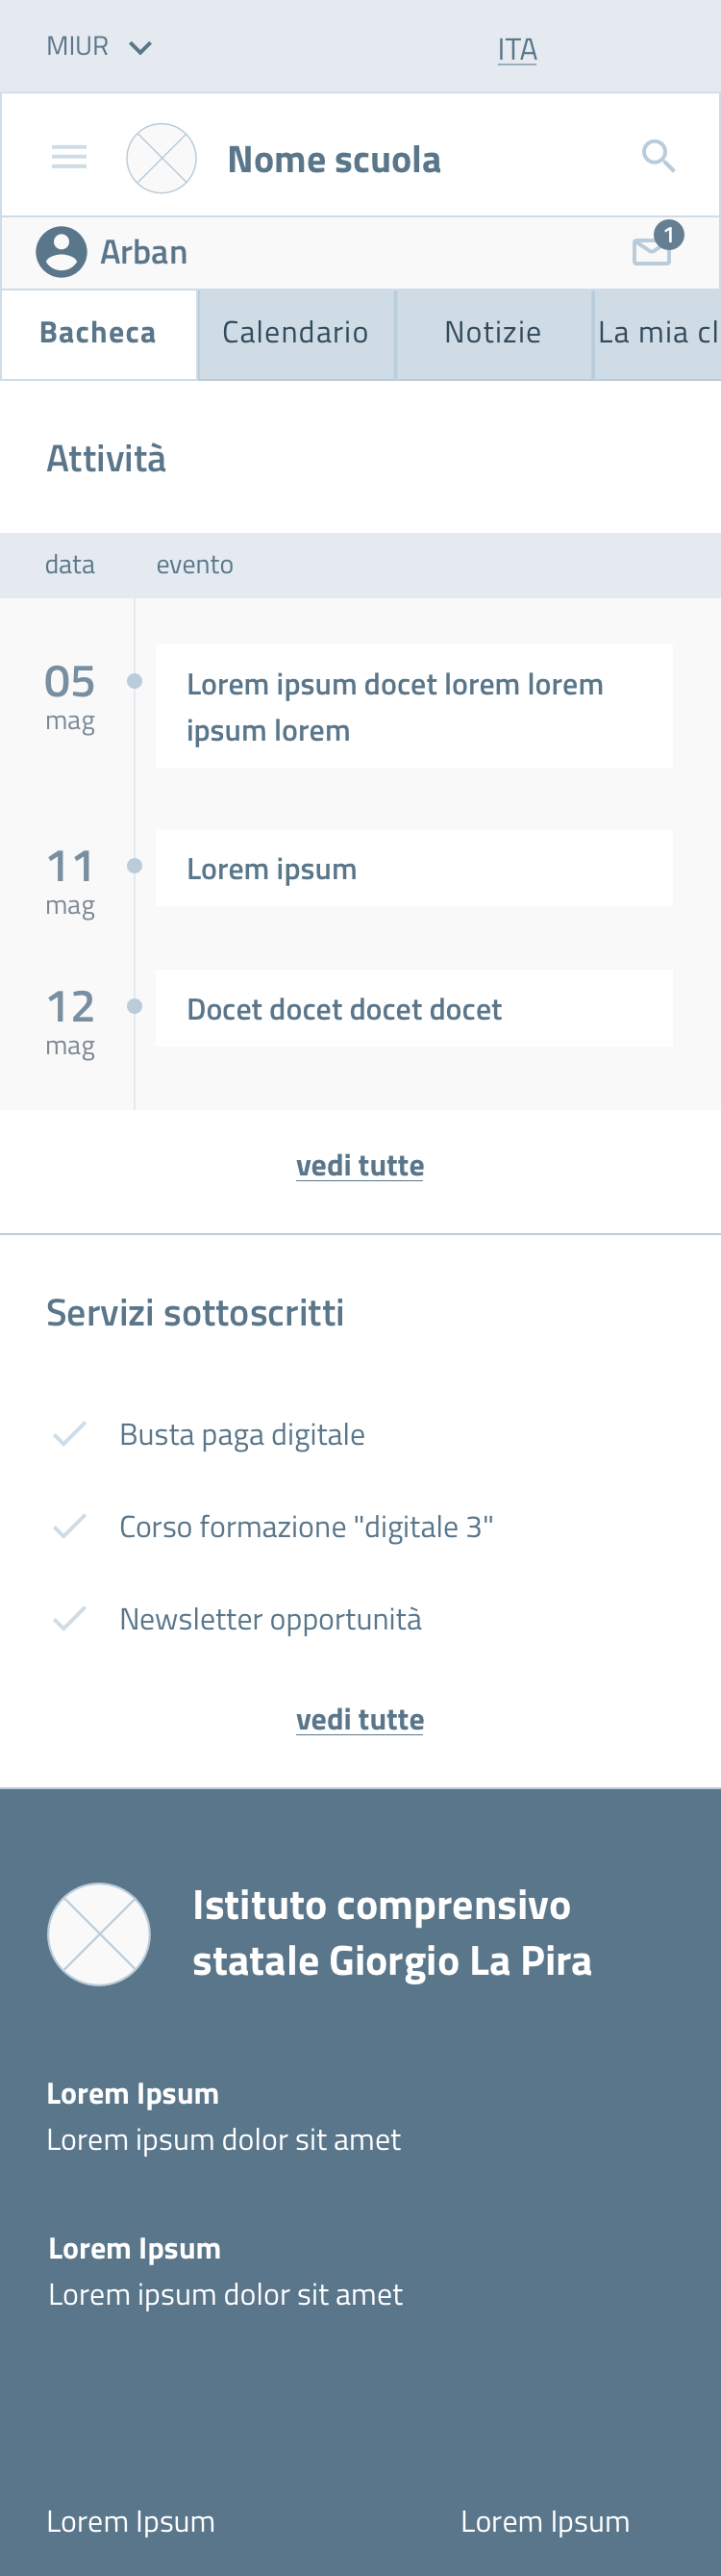 MIUR
ITA
Nome scuola
Arban
1
Bacheca
Calendario
Notizie
La mia cl
Attività
data
evento
05
mag
Lorem ipsum docet lorem lorem
ipsum lorem
11
mag
Lorem ipsum
12
mag
Docet docet docet docet
vedi tutte
Servizi sottoscritti
Busta paga digitale
Corso formazione "digitale 3"
Newsletter opportunità
vedi tutte
Istituto comprensivo
statale Giorgio La Pira
Lorem Ipsum
Lorem ipsum dolor sit amet
Lorem Ipsum
Lorem ipsum dolor sit amet
Lorem Ipsum
Lorem Ipsum